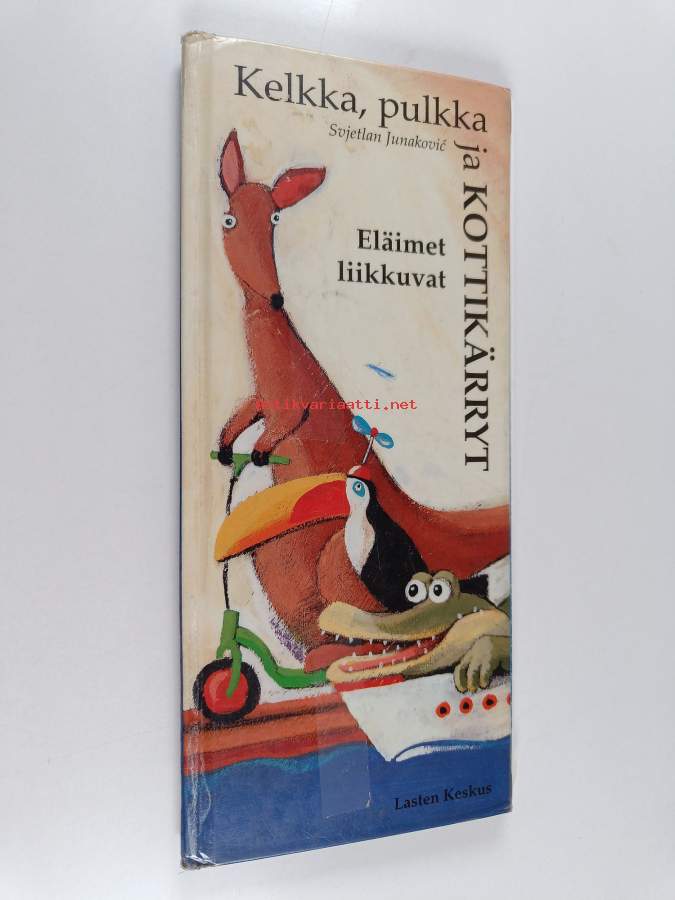 Kelkka, pulkka
ja KOTTIKÄRRYT
Svjetlan Junaković
Eläimet
liikkuvat
antikvariaatti.net
Lasten Keskus